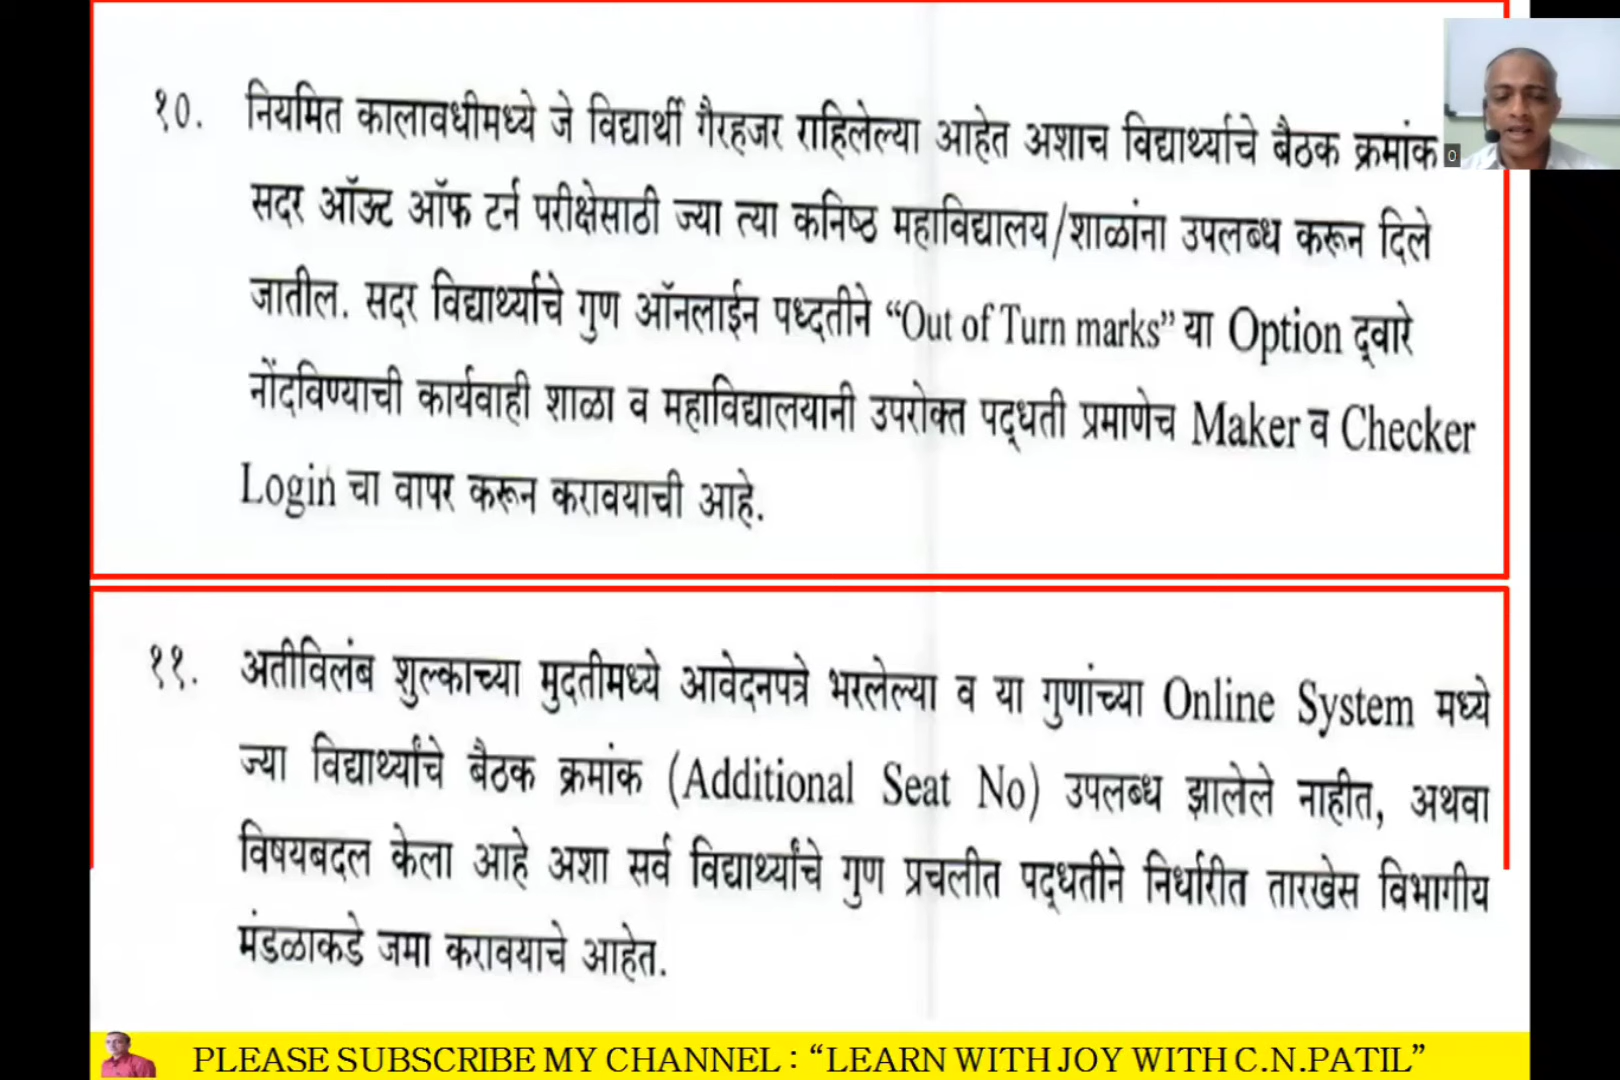 १०. नियमित कालावधीमध्ये जे विद्यार्थी गैरहजर राहिलेल्या आहेत अशाच विद्यार्थ्याचे बैठक क्रमांक
सदर ऑऊट ऑफ टर्न परीक्षेसाठी ज्या त्या कनिष्ठ महाविद्यालय/शाळांना उपलब्ध करून दिले
जातील. सदर विद्यार्थ्याचे गुण ऑनलाईन पध्दतीने “Out of Turn marks” या Option द्वारे
नोंदविण्याची कार्यवाही शाळा व महाविद्यालयानी उपरोक्त पद्धती प्रमाणेच Maker व Checker
Login चा वापर करून करावयाची आहे.
११. अतीविलंब शुल्काच्या मुदतीमध्ये आवेदनपत्रे भरलेल्या व या गुणांच्या Online System मध्ये
ज्या विद्यार्थ्यांचे बैठक क्रमांक (Additional Seat No) उपलब्ध झालेले नाहीत, अथवा
विषयबदल केला आहे अशा सर्व विद्यार्थ्यांचे गुण प्रचलीत पद्धतीने निर्धारीत तारखेस विभागीय
मंडळाकडे जमा करावयाचे आहेत.
PLEASE SUBSCRIBE MY CHANNEL : “LEARN WITH JOY WITH C.N.PATIL”